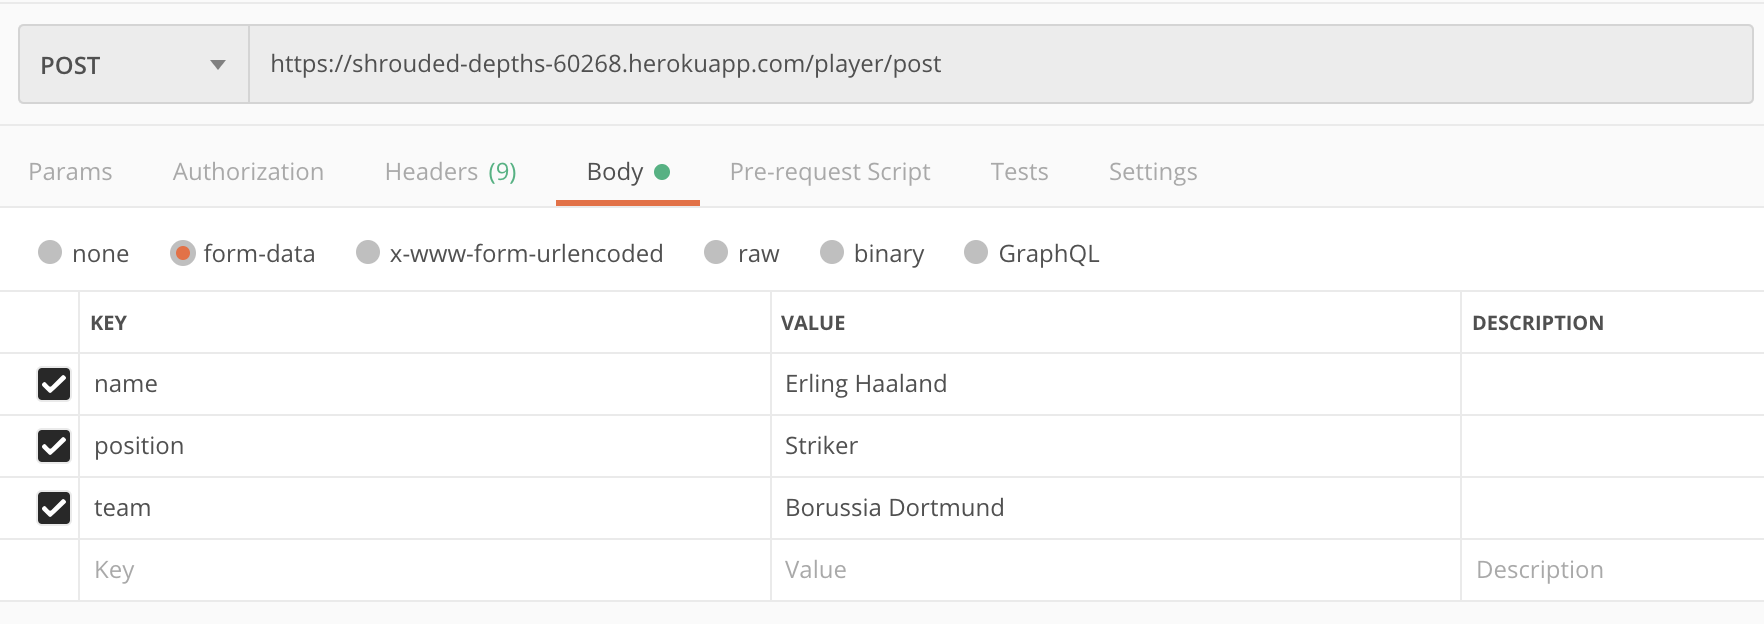 POST https://shrouded-depths-60268.herokuapp.com/player/post
Params Authorization Headers (9) Body Pre-request Script Tests Settings
none form-data x-www-form-urlencoded raw binary GraphQL
KEY VALUE DESCRIPTION
name Erling Haaland
position Striker
team Borussia Dortmund
Key Value Description